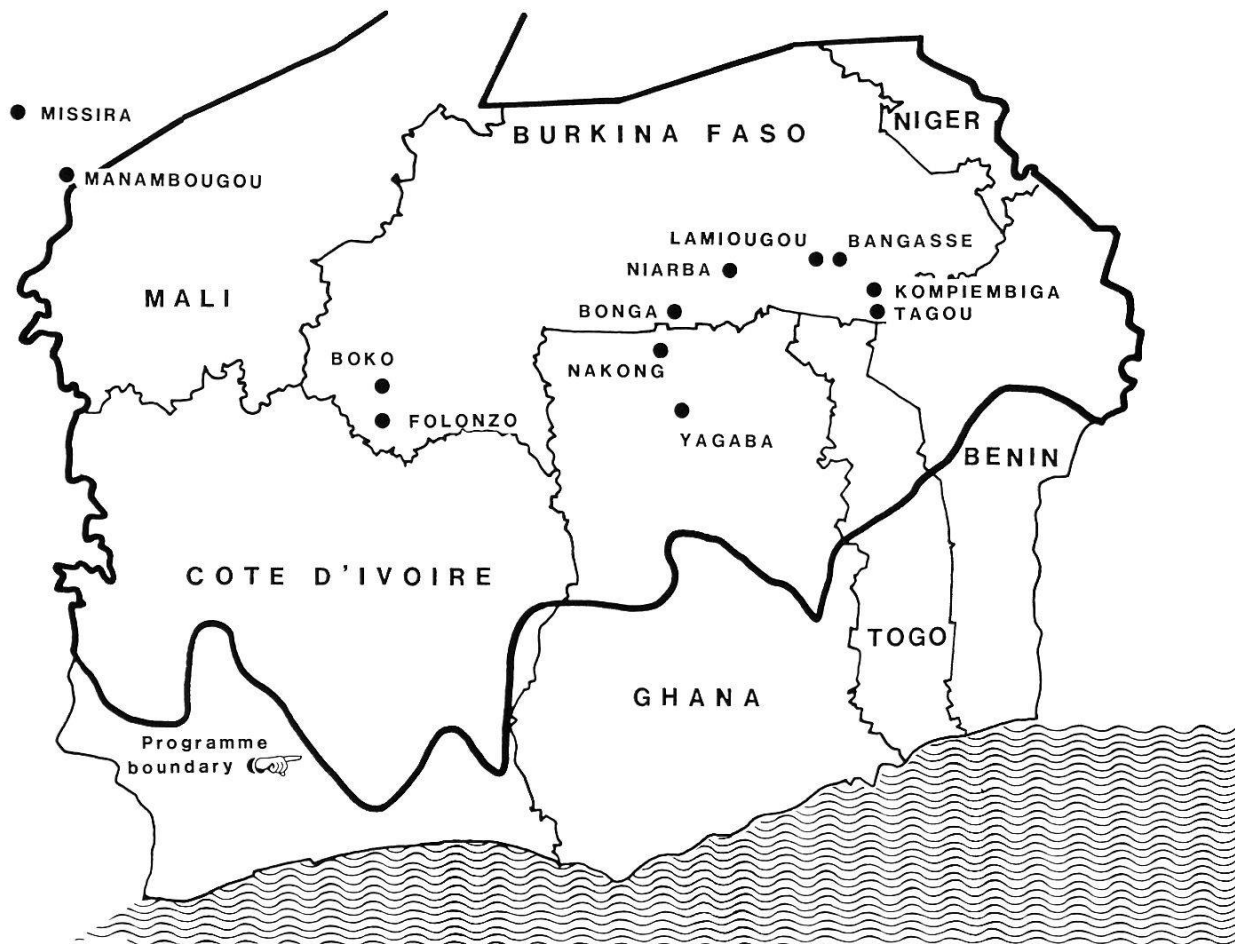 MISSIRA
BURKINA FASO
NIGER
MANAMBOUGOU
LAMIOUGOU
BANGASSE
NIARBA
MALI
KOMPIEMBIGA
BONGA
TAGOU
BOKO
NAKONG
FOLONZO
YAGABA
BENIN
COTE D'IVOIRE
TOGO
GHANA
Programme
boundary